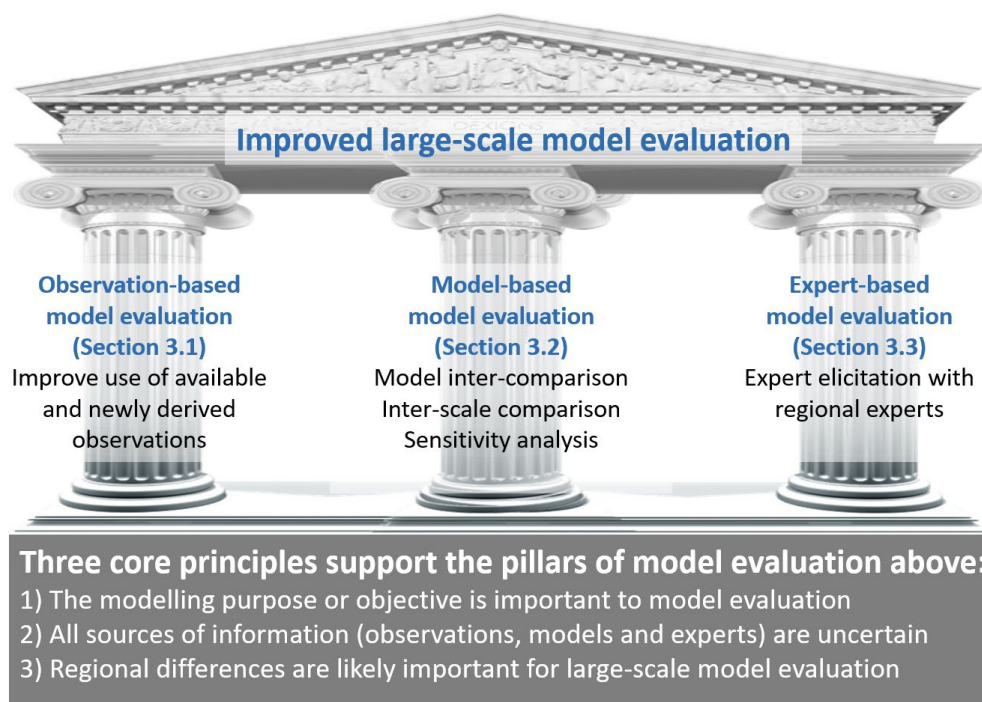 Improved large-scale model evaluation
Observation-based
model evaluation
(Section 3.1)
Improve use of available
and newly derived
observations
Model-based
model evaluation
(Section 3.2)
Model inter-comparison
Inter-scale comparison
Sensitivity analysis
Expert-based
model evaluation
(Section 3.3)
Expert elicitation with
regional experts
Three core principles support the pillars of model evaluation above:
1) The modelling purpose or objective is important to model evaluation
2) All sources of information (observations, models and experts) are uncertain
3) Regional differences are likely important for large-scale model evaluation